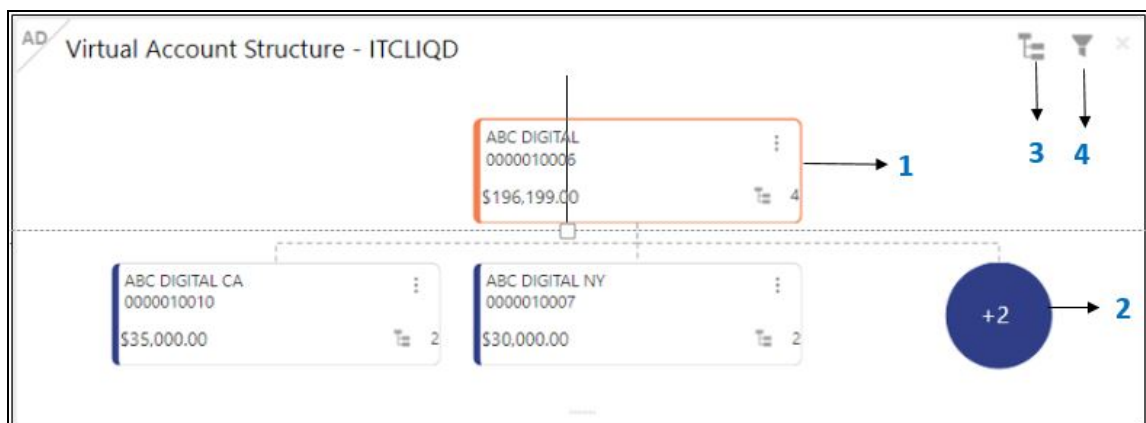 AD
Virtual Account Structure - ITCLIQD
ABC DIGITAL
0000010006
$196,199.00
4
1
3
4
ABC DIGITAL CA
0000010010
$35,000.00
2
ABC DIGITAL NY
0000010007
$30,000.00
2
+2
2